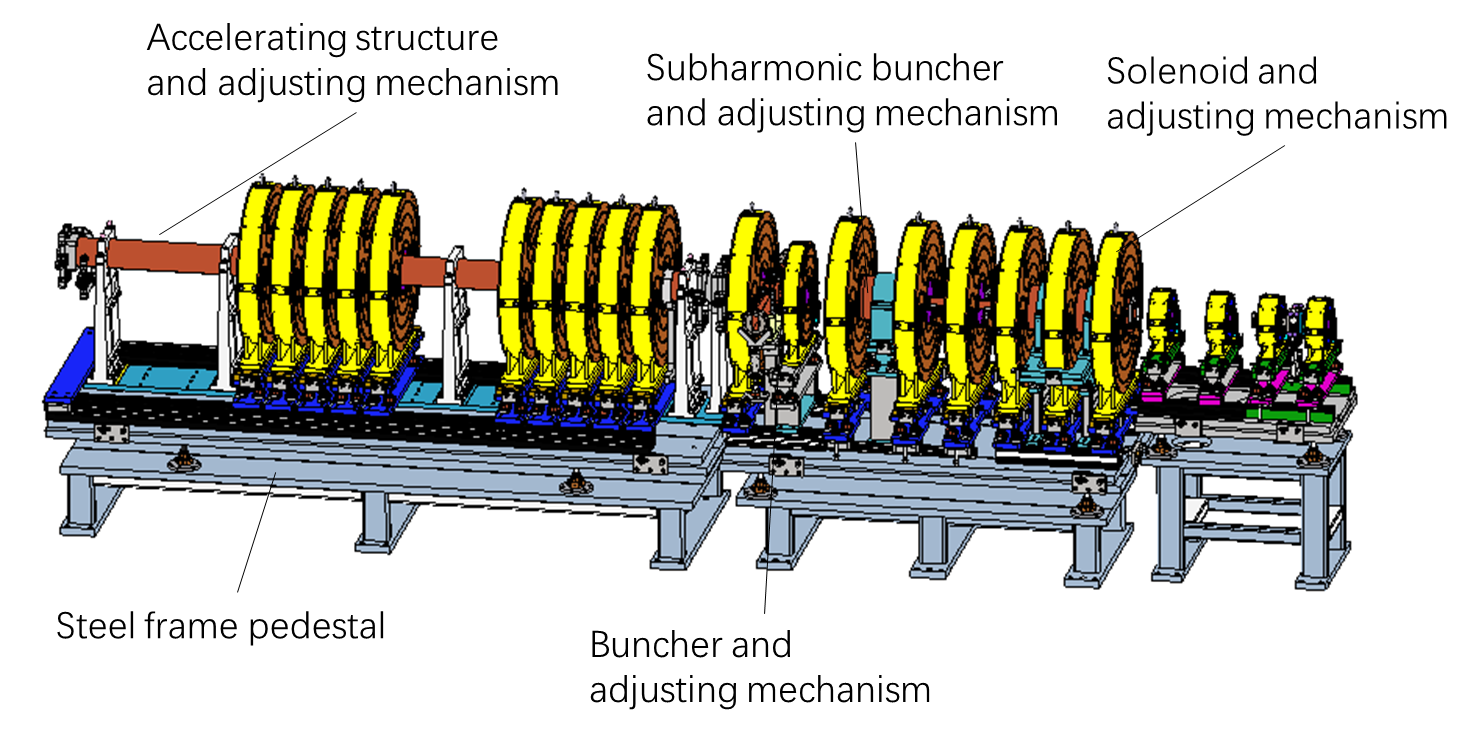 Accelerating structure
and adjusting mechanism
Subharmonic buncher
and adjusting mechanism
Solenoid and
adjusting mechanism
Steel frame pedestal
Buncher and
adjusting mechanism